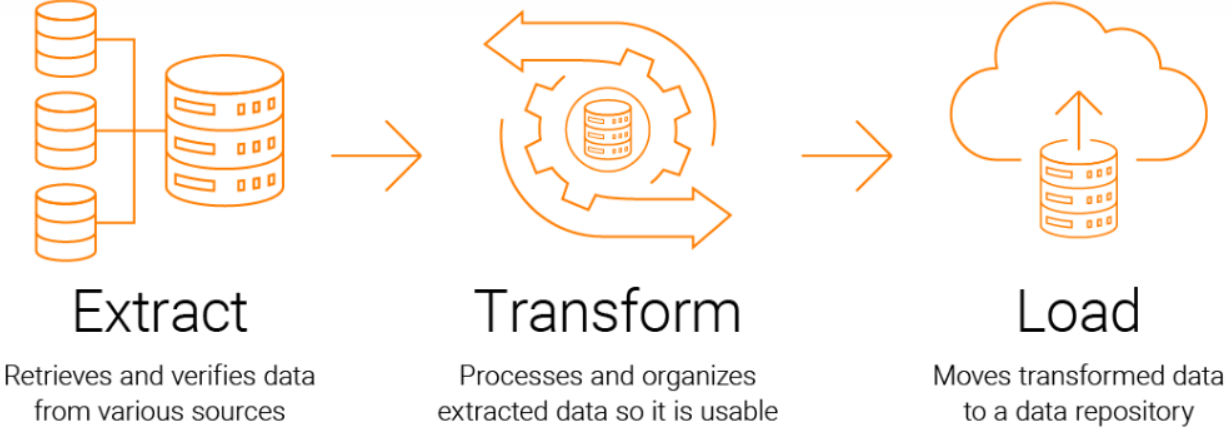 Extract
Retrieves and verifies data
from various sources
Transform
Processes and organizes
extracted data so it is usable
Load
Moves transformed data
to a data repository